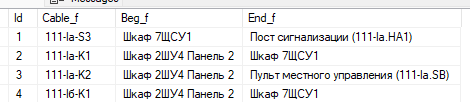 Id Cable_f Beg_f End_f
1 111-Ia-S3 Шкаф 7ЩСУ1 Пост сигнализации (111-Ia.HA1)
2 111-Ia-K1 Шкаф 2ШУ4 Панель 2 Шкаф 7ЩСУ1
3 111-Ia-K2 Шкаф 2ШУ4 Панель 2 Пульт местного управления (111-Ia.SB)
4 111-Iб-K1 Шкаф 2ШУ4 Панель 2 Шкаф 7ЩСУ1